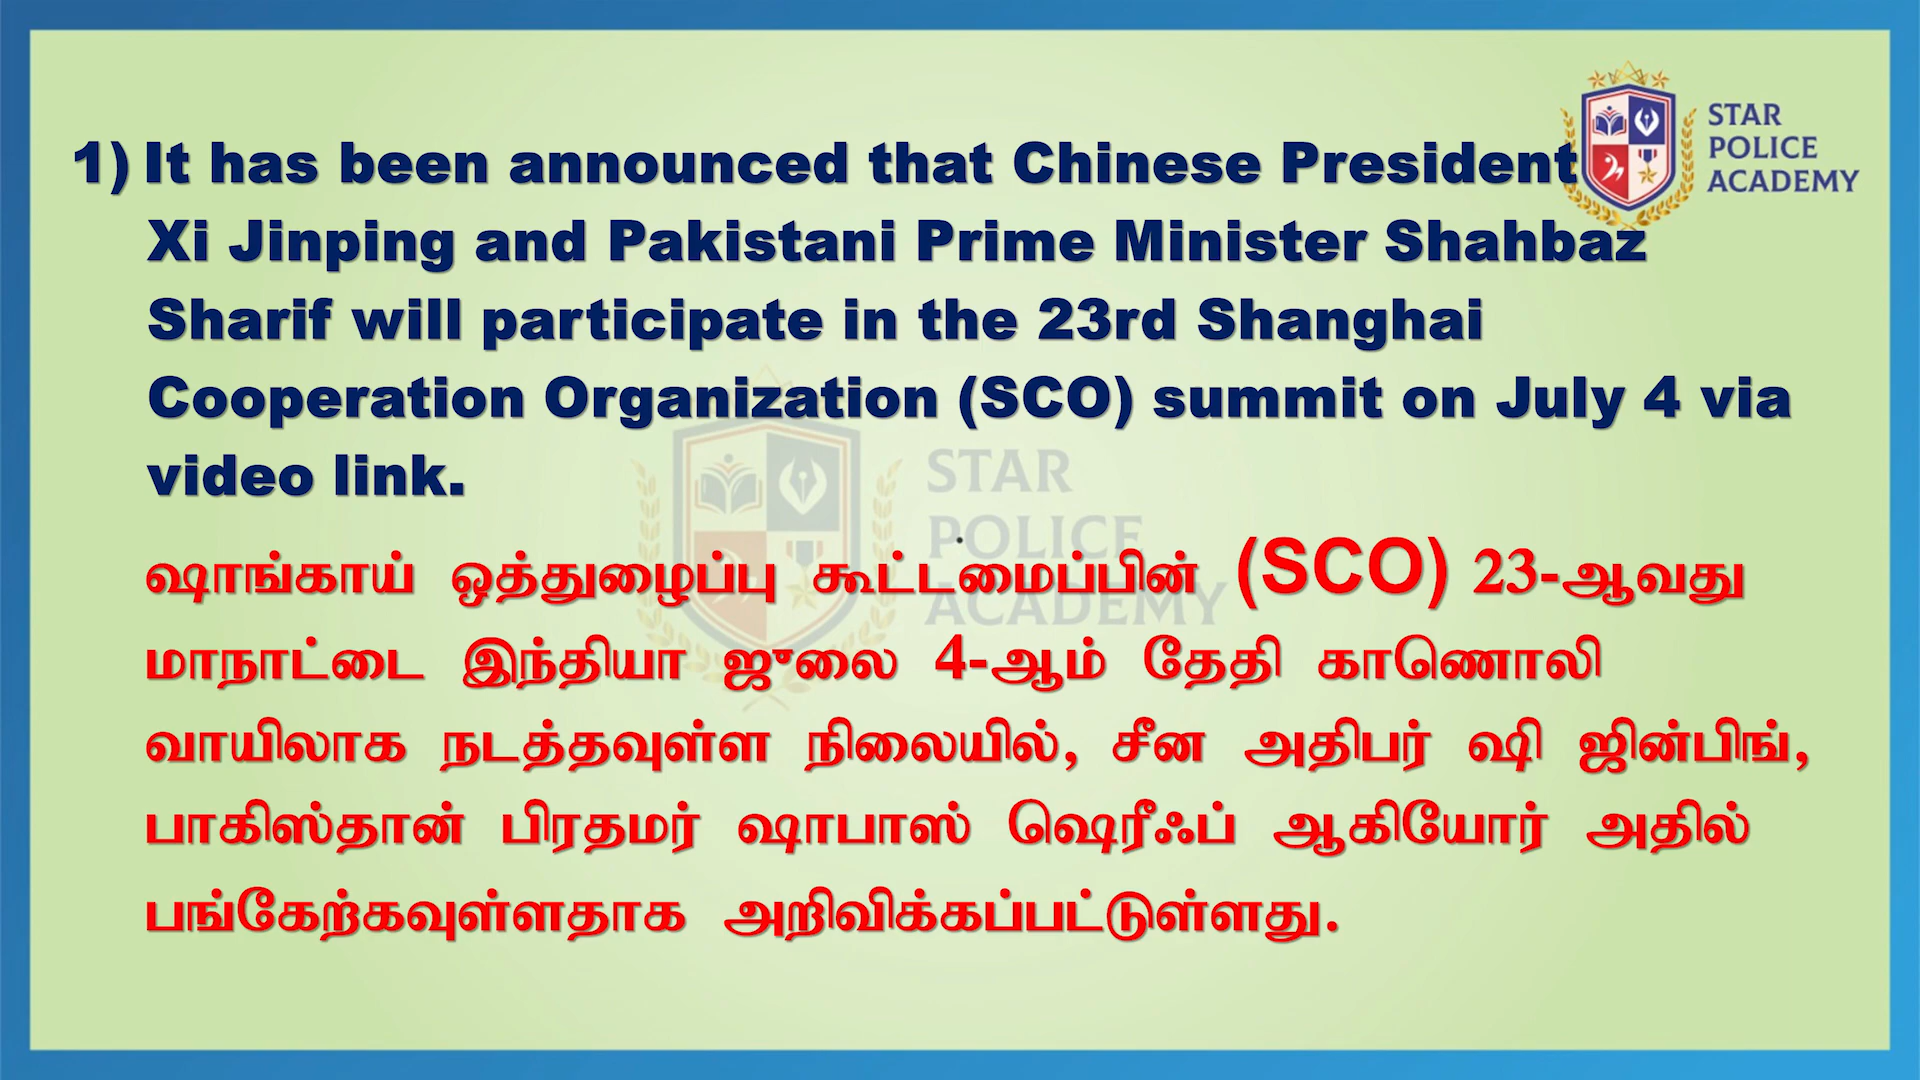 STAR
POLICE
ACADEMY
1) It has been announced that Chinese President
Xi Jinping and Pakistani Prime Minister Shahbaz
Sharif will participate in the 23rd Shanghai
Cooperation Organization (SCO) summit on July 4 via
video link.
STAR
POLICE
ACADEMY
ஷாங்காய் ஒத்துழைப்பு கூட்டமைப்பின் (SCO) 23-ஆவது
மாநாட்டை இந்தியா ஜுலை 4-ஆம் தேதி காணொலி
வாயிலாக நடத்தவுள்ள நிலையில், சீன அதிபர் ஷி ஜின்பிங்,
பாகிஸ்தான் பிரதமர் ஷாபாஸ் ஷெரீஃப் ஆகியோர் அதில்
பங்கேற்கவுள்ளதாக அறிவிக்கப்பட்டுள்ளது.